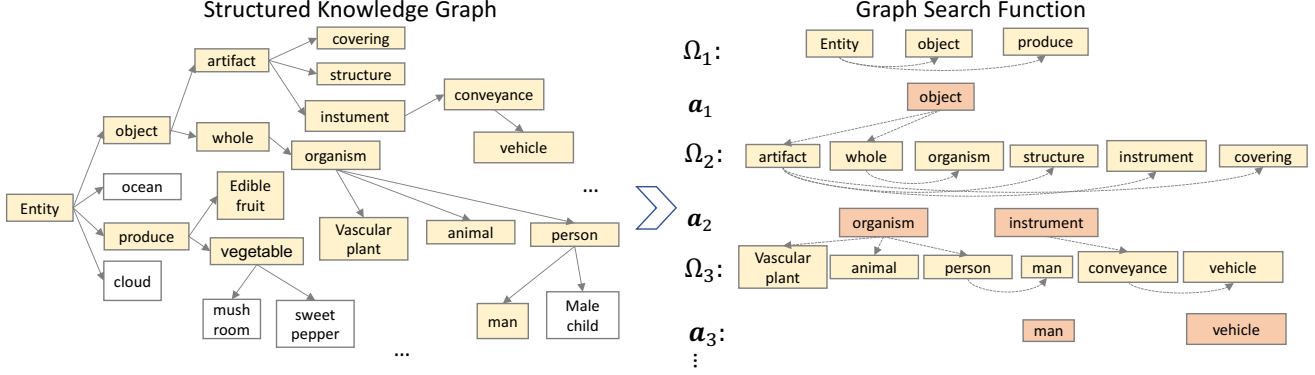 Structured Knowledge Graph
covering
artifact
structure
conveyance
instument
object
whole
vehicle
organism
ocean
Edible
fruit
...
Entity
produce
Vascular
plant
animal
person
vegetable
cloud
mush
room
sweet
pepper
man
Male
child
...
Graph Search Function
Ω1: Entity object produce
a1 object
Ω2: artifact whole organism structure instrument covering
a2 organism instrument
Ω3: Vascular
plant animal person man conveyance vehicle
a3: man vehicle
⋮